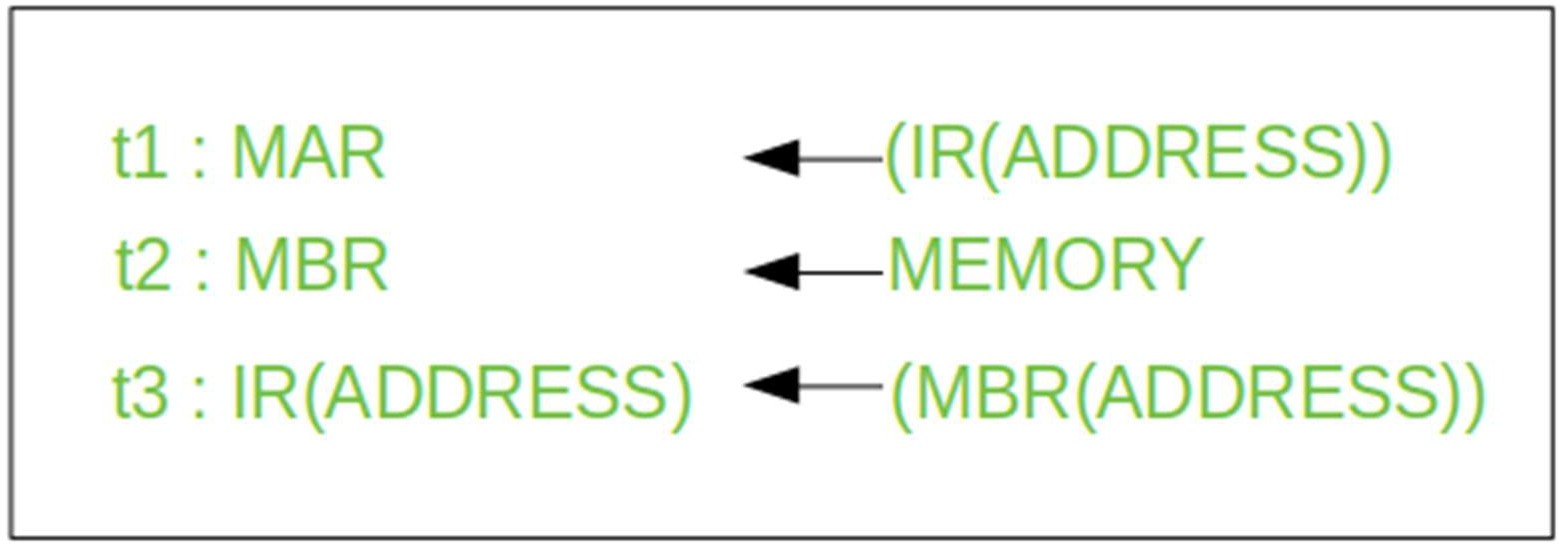 t1 : MAR (IR(ADDRESS))
t2 : MBR MEMORY
t3 : IR(ADDRESS) (MBR(ADDRESS))